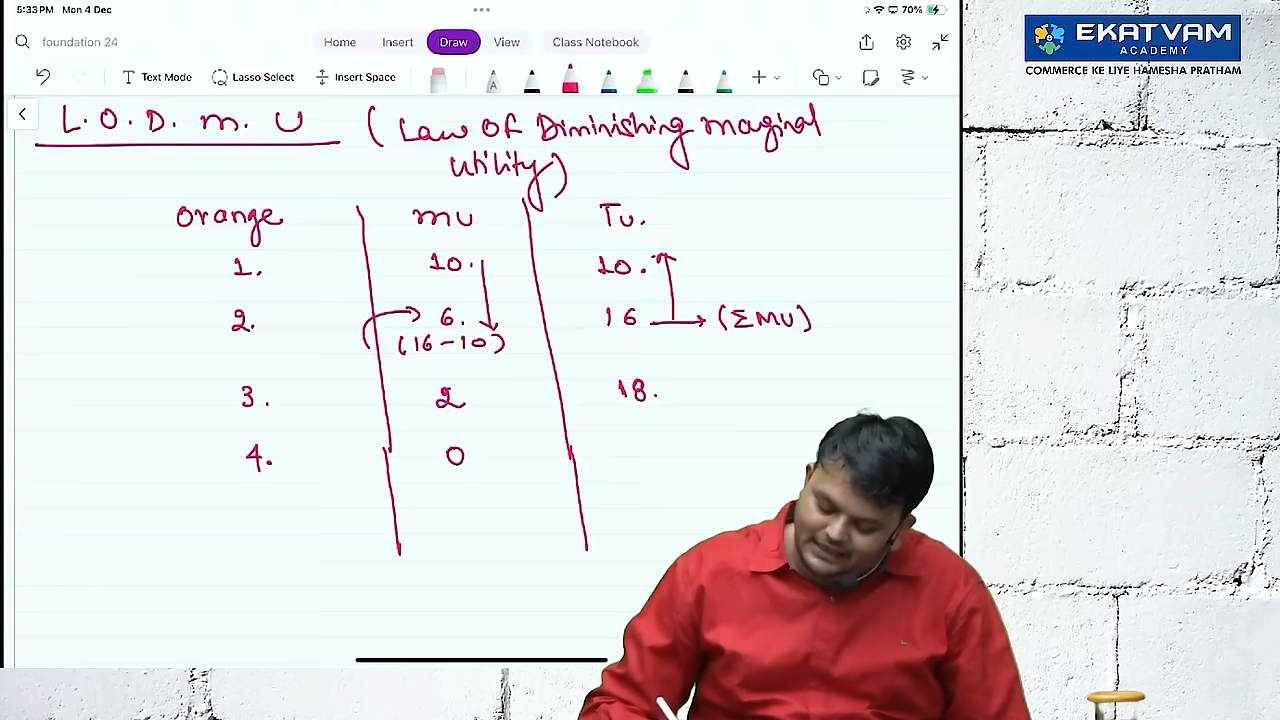 5:33 PM Mon 4 Dec
70%
foundation 24
Home Insert Draw View Class Notebook
Text Mode Lasso Select Insert Space
EKATVAM
ACADEMY
COMMERCE KE LIYE HAMESHA PRATHAM
L.O.D.M.U (Law Of Diminishing Maginal
Utility)
Orange MU TU.
1. 10. 10.
2. 6. 16 (ΣMU)
(16-10)
3. 2 18.
4. 0